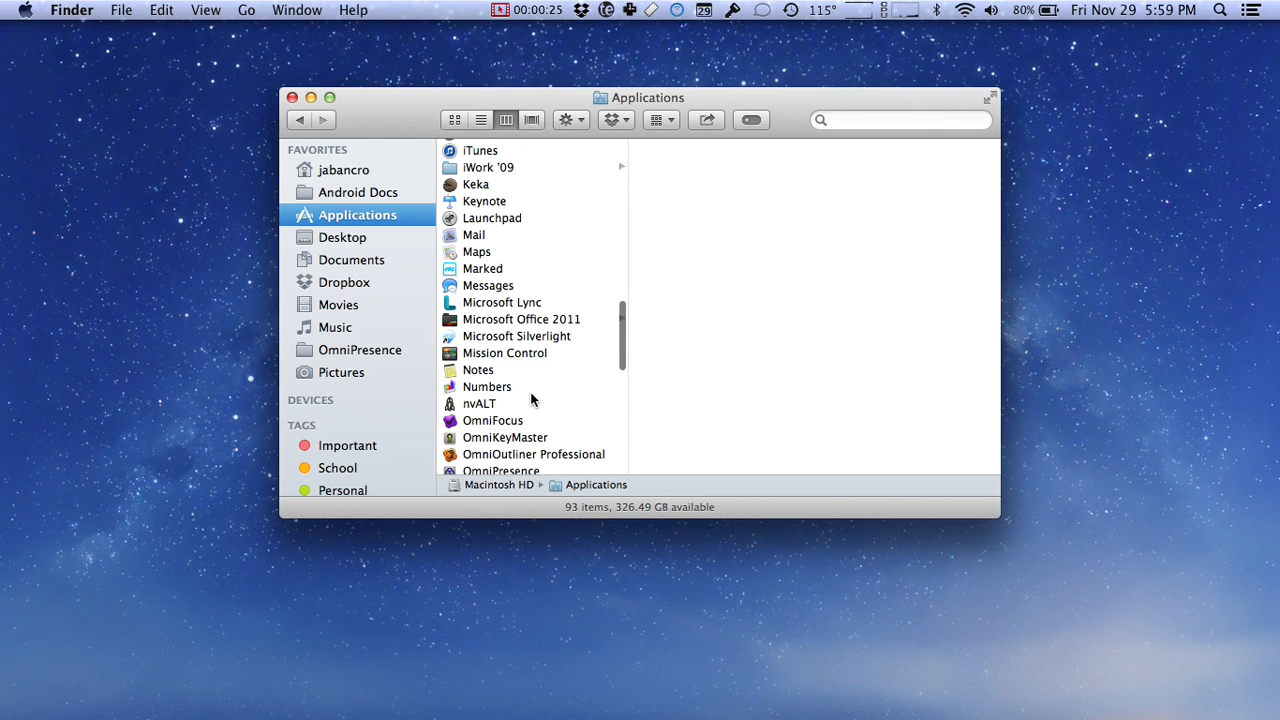 Finder File Edit View Go Window Help 00:00:25 29 115° 80% Fri Nov 29 5:59 PM
Applications
FAVORITES
jabancro
Android Docs
Applications
Desktop
Documents
Dropbox
Movies
Music
OmniPresence
Pictures
DEVICES
TAGS
Important
School
Personal
iTunes
iWork '09
Keka
Keynote
Launchpad
Mail
Maps
Marked
Messages
Microsoft Lync
Microsoft Office 2011
Microsoft Silverlight
Mission Control
Notes
Numbers
nvALT
OmniFocus
OmniKeyMaster
OmniOutliner Professional
OmniPresence
Macintosh HD Applications
93 items, 326.49 GB available